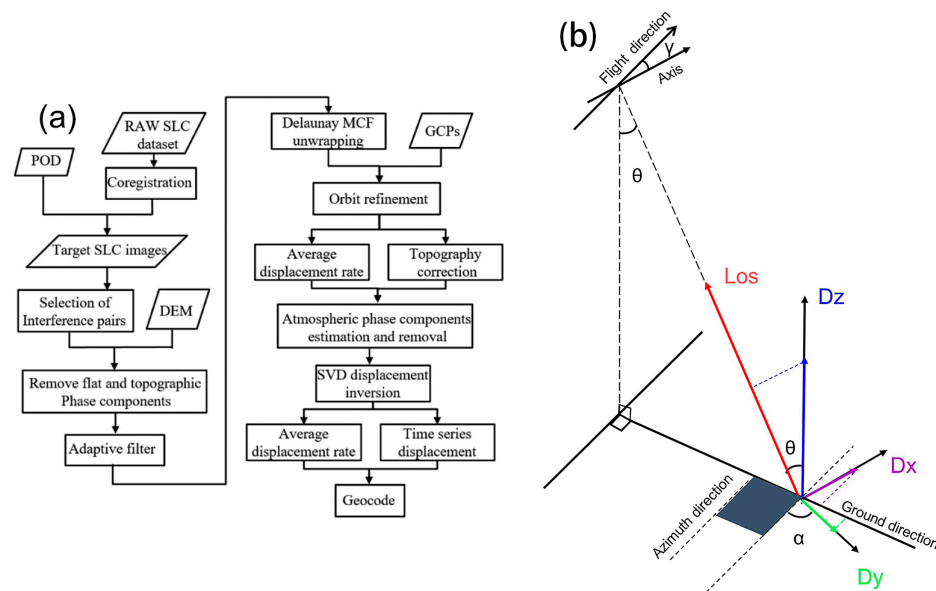 (a)
RAW SLC
dataset
POD
Coregistration
Target SLC images
Selection of
Interference pairs
DEM
Remove flat and topographic
Phase components
Adaptive filter
Delaunay MCF
unwrapping
GCPs
Orbit refinement
Average
displacement rate
Topography
correction
Atmospheric phase components
estimation and removal
SVD displacement
inversion
Average
displacement rate
Time series
displacement
Geocode
(b)
Flight direction
γ
Axis
θ
Los
Dz
θ
Dx
Azimuth direction
α
Ground direction
Dy